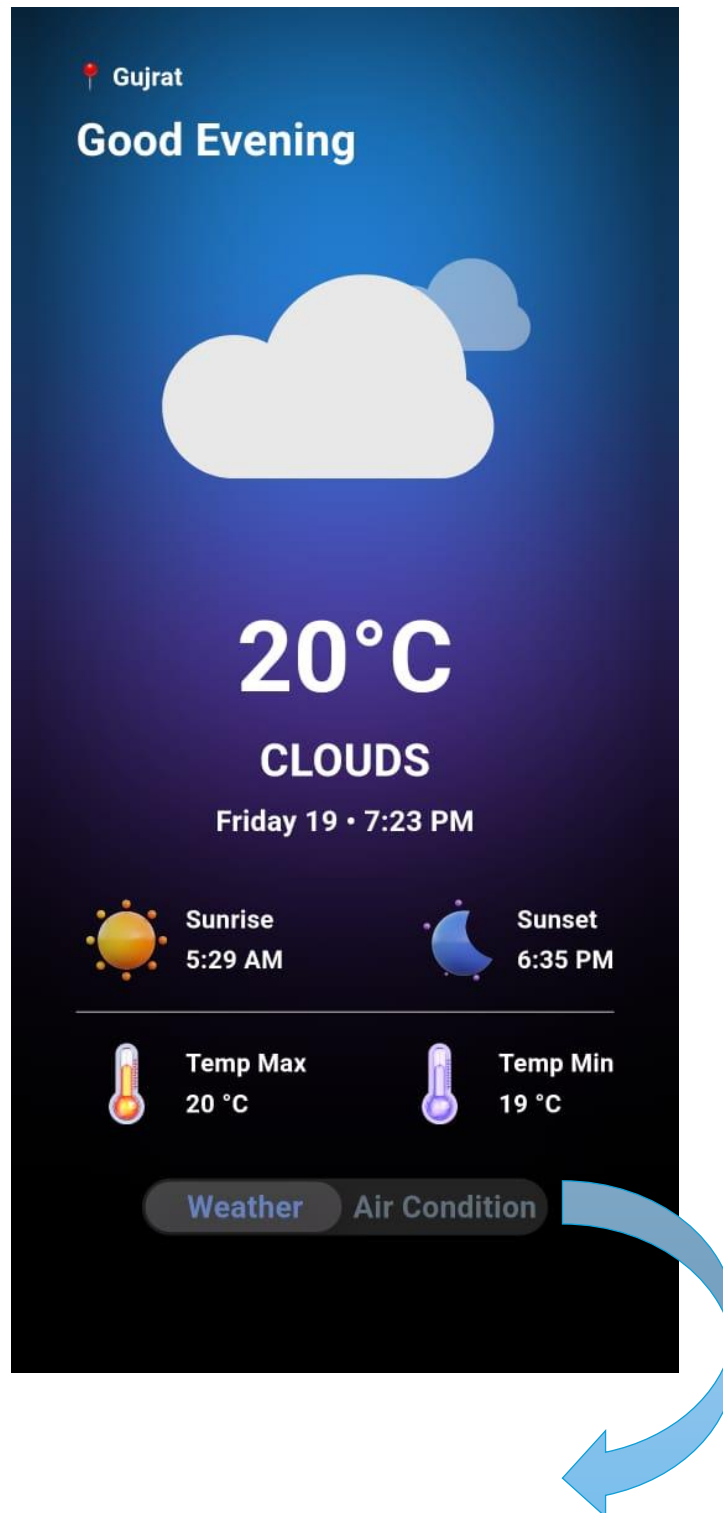 Gujrat
Good Evening
20°C
CLOUDS
Friday 19 • 7:23 PM
Sunrise
5:29 AM
Sunset
6:35 PM
Temp Max
20 °C
Temp Min
19 °C
Weather
Air Condition